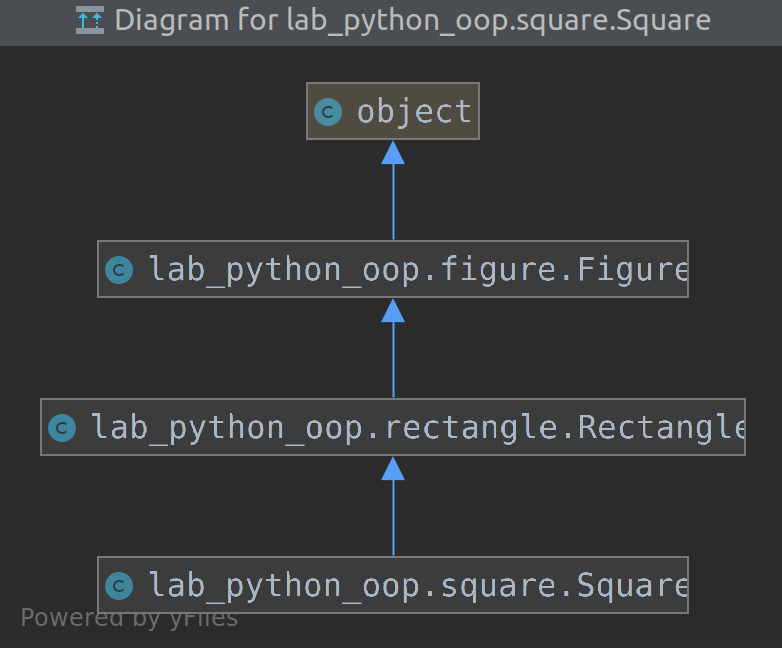 Diagram for lab_python_oop.square.Square
C object
C lab_python_oop.figure.Figure
C lab_python_oop.rectangle.Rectangle
C lab_python_oop.square.Square
Powered by yFiles